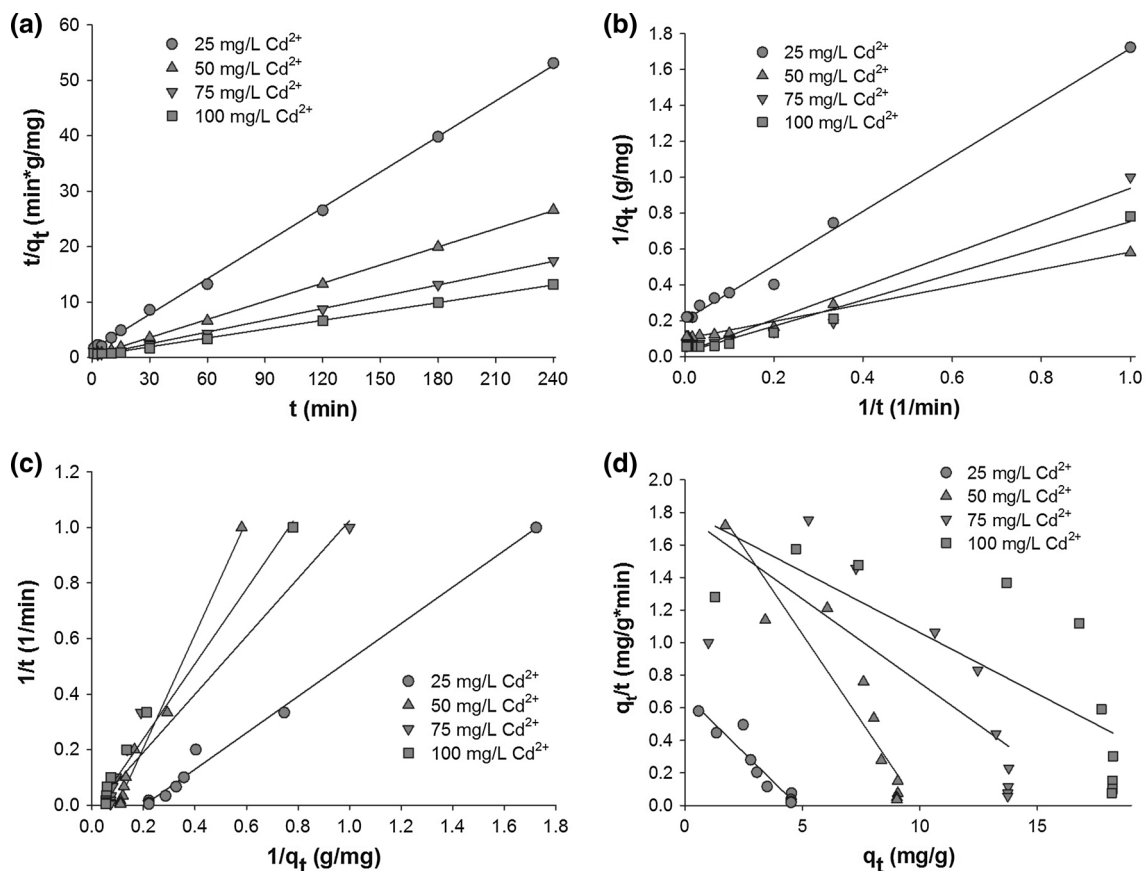 (a)
60
50
40
30
20
10
0
t/qt (min*g/mg)
25 mg/L Cd2+
50 mg/L Cd2+
75 mg/L Cd2+
100 mg/L Cd2+
0 30 60 90 120 150 180 210 240
t (min)
(b)
1.8
1.6
1.4
1.2
1.0
0.8
0.6
0.4
0.2
0.0
1/qt (g/mg)
25 mg/L Cd2+
50 mg/L Cd2+
75 mg/L Cd2+
100 mg/L Cd2+
0.0 0.2 0.4 0.6 0.8 1.0
1/t (1/min)
(c)
1.2
1.0
0.8
0.6
0.4
0.2
0.0
1/t (1/min)
25 mg/L Cd2+
50 mg/L Cd2+
75 mg/L Cd2+
100 mg/L Cd2+
0.0 0.2 0.4 0.6 0.8 1.0 1.2 1.4 1.6 1.8
1/qt (g/mg)
(d)
2.0
1.8
1.6
1.4
1.2
1.0
0.8
0.6
0.4
0.2
0.0
qt/t (mg/g*min)
25 mg/L Cd2+
50 mg/L Cd2+
75 mg/L Cd2+
100 mg/L Cd2+
0 5 10 15
qt (mg/g)